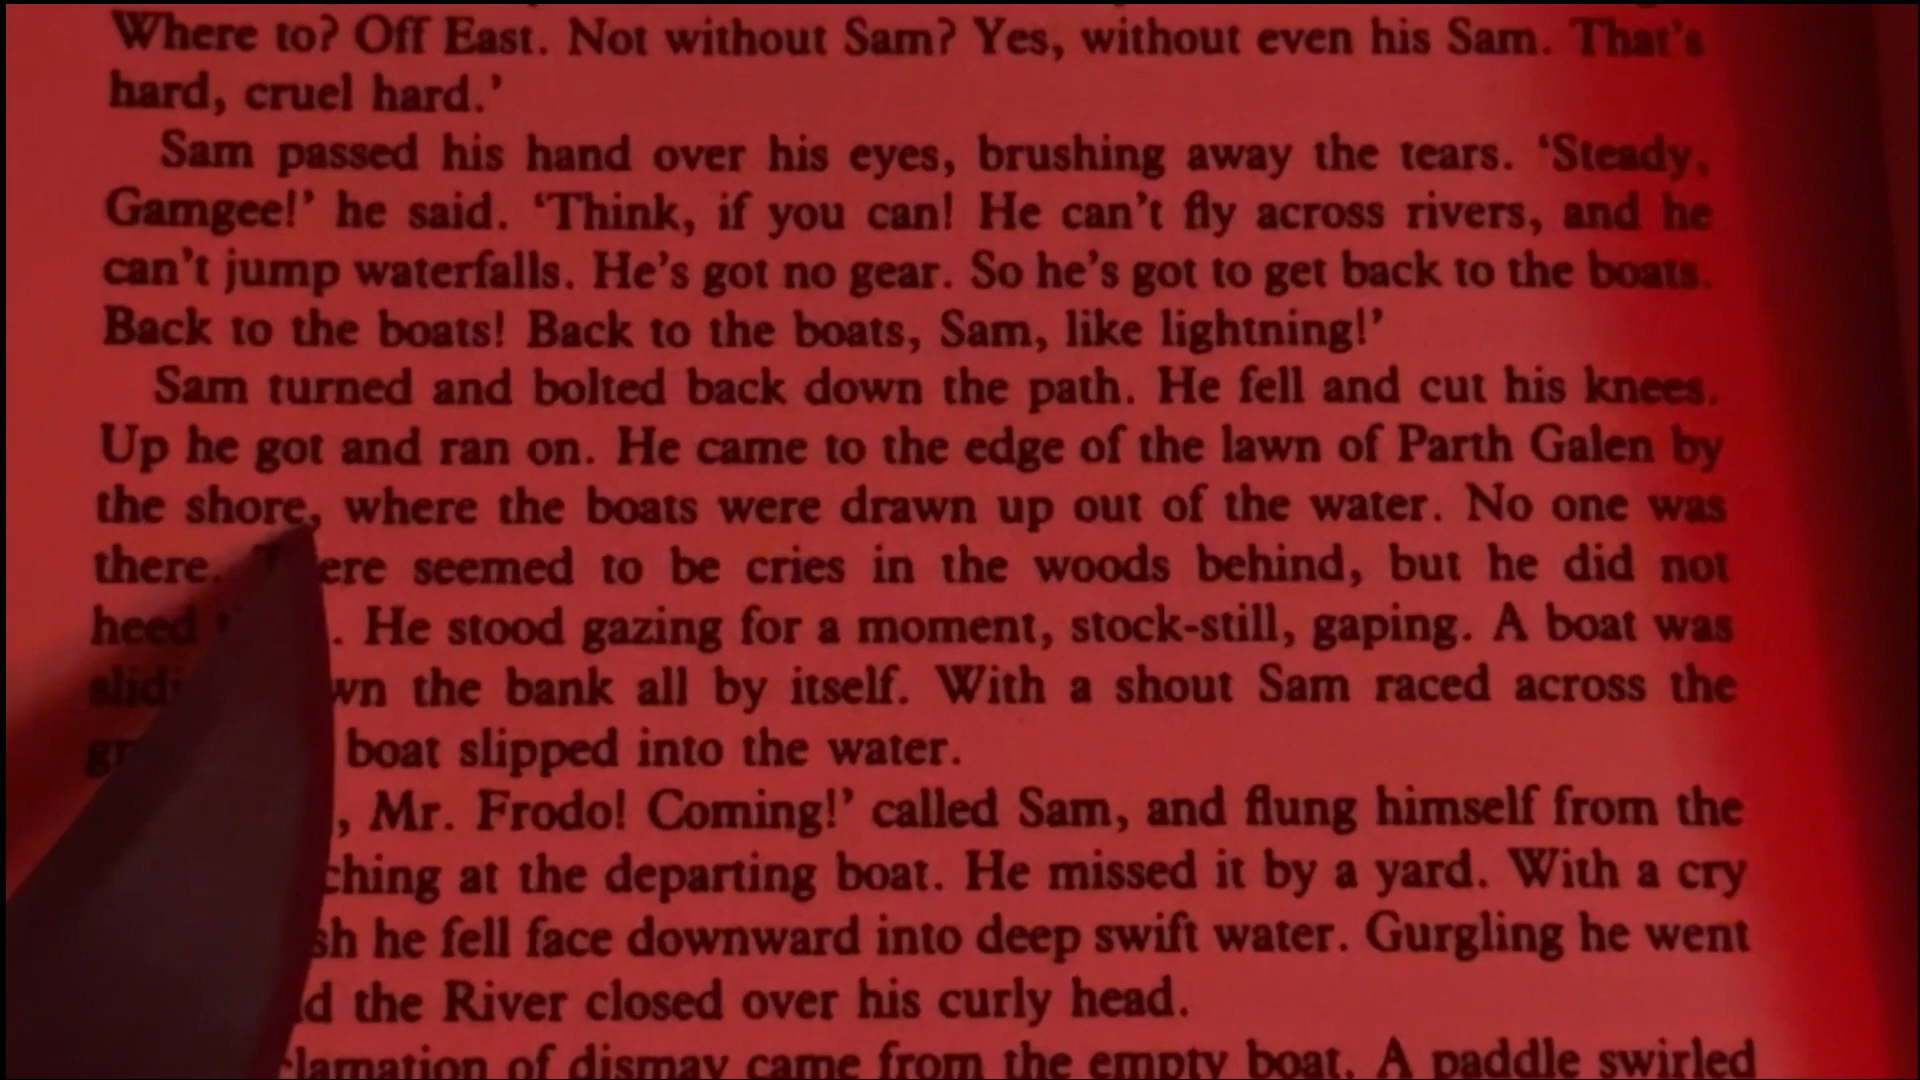 Where to? Off East. Not without Sam? Yes, without even his Sam. That's
hard, cruel hard.’
Sam passed his hand over his eyes, brushing away the tears. ‘Steady,
Gamgee!’ he said. ‘Think, if you can! He can’t fly across rivers, and he
can’t jump waterfalls. He’s got no gear. So he’s got to get back to the boats.
Back to the boats! Back to the boats, Sam, like lightning!’
Sam turned and bolted back down the path. He fell and cut his knees.
Up he got and ran on. He came to the edge of the lawn of Parth Galen by
the shore, where the boats were drawn up out of the water. No one was
there. seemed to be cries in the woods behind, but he did not
heed . He stood gazing for a moment, stock-still, gaping. A boat was
the bank all by itself. With a shout Sam raced across the
boat slipped into the water.
, Mr. Frodo! Coming!’ called Sam, and flung himself from the
at the departing boat. He missed it by a yard. With a cry
he fell face downward into deep swift water. Gurgling he went
the River closed over his curly head.
of dismay came from the empty boat. A paddle swirled